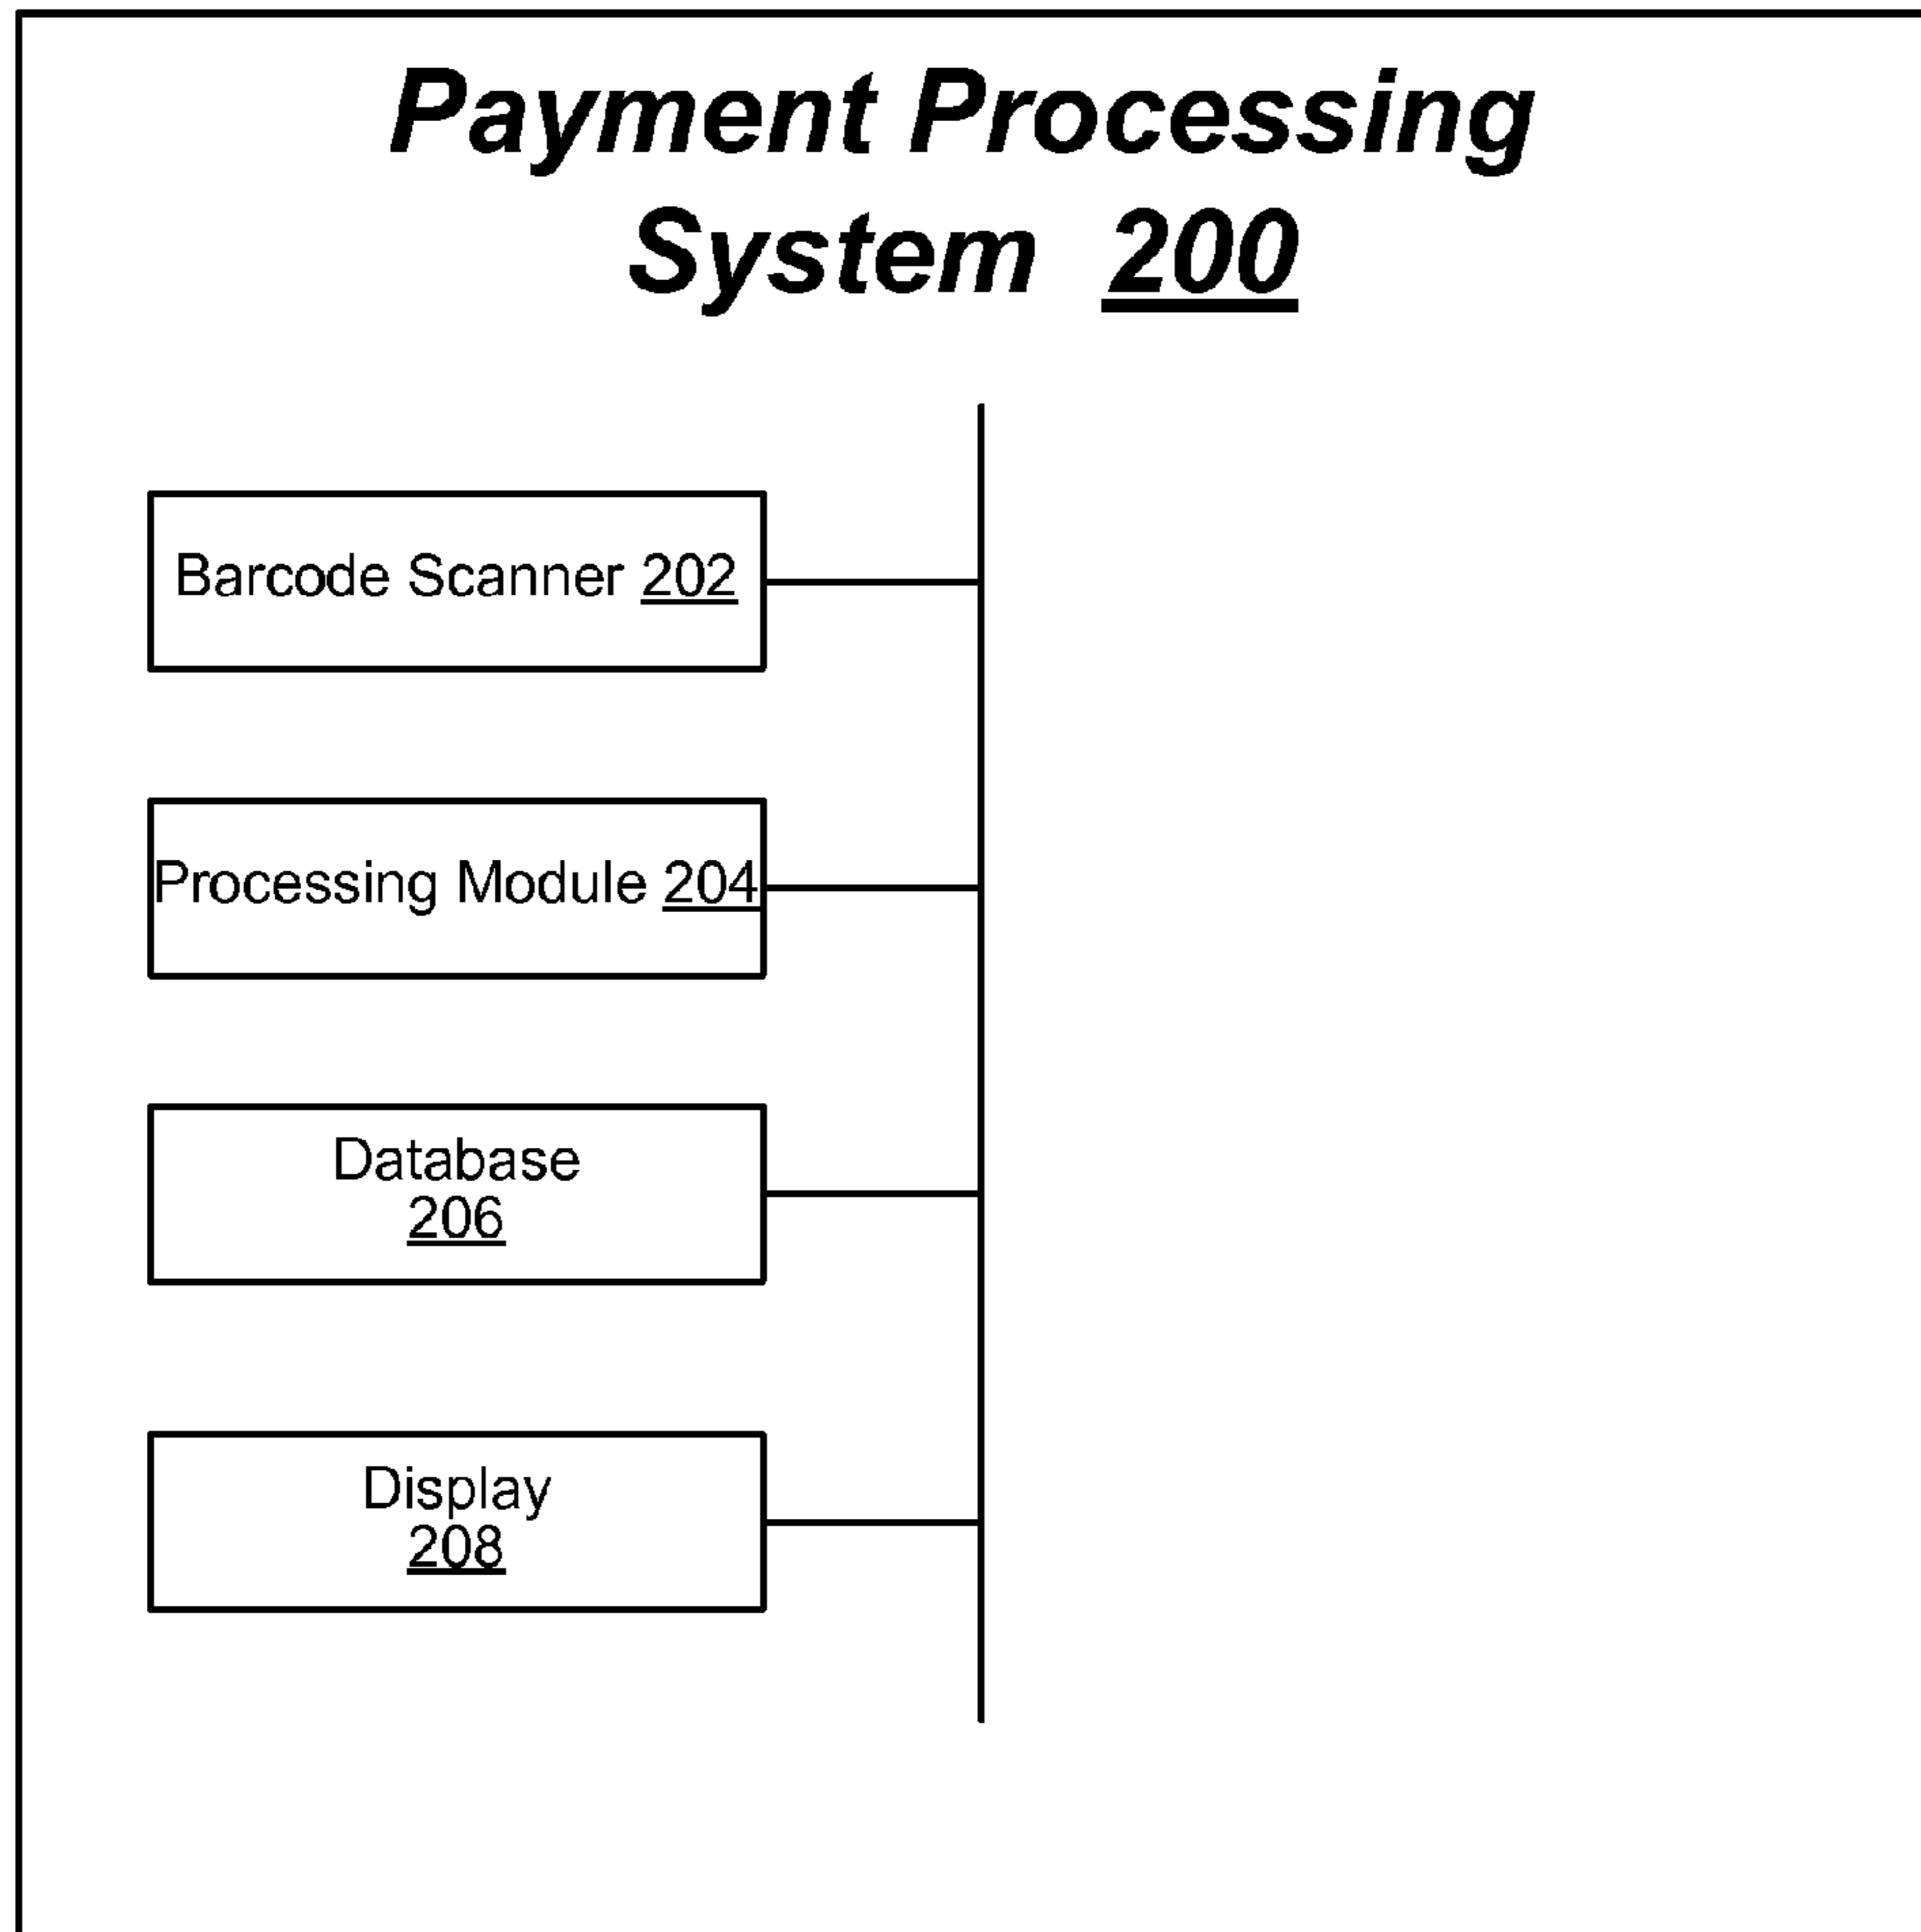 Payment Processing
System 200
Barcode Scanner 202
Processing Module 204
Database
206
Display
208